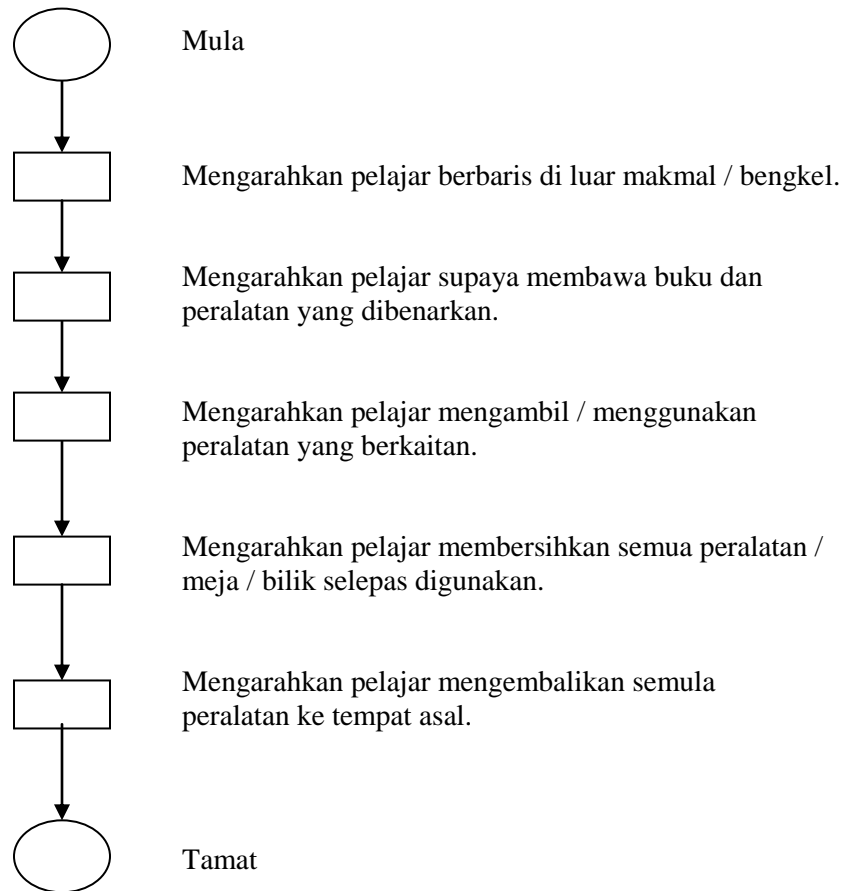 Mula
Mengarahkan pelajar berbaris di luar makmal / bengkel.
Mengarahkan pelajar supaya membawa buku dan
peralatan yang dibenarkan.
Mengarahkan pelajar mengambil / menggunakan
peralatan yang berkaitan.
Mengarahkan pelajar membersihkan semua peralatan /
meja / bilik selepas digunakan.
Mengarahkan pelajar mengembalikan semula
peralatan ke tempat asal.
Tamat